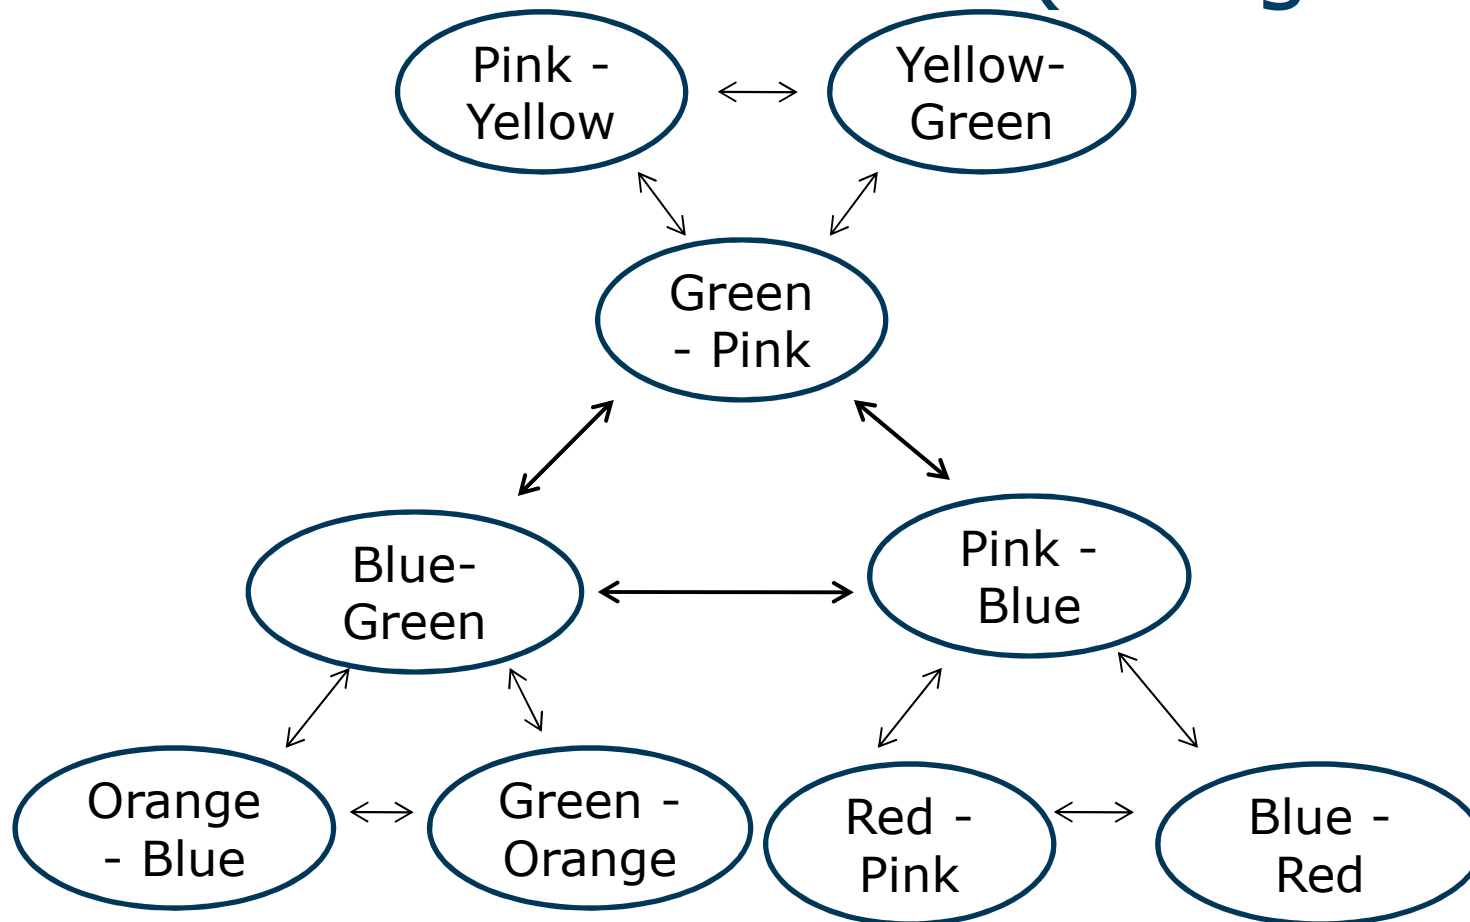 Pink -
Yellow
Yellow-
Green
Green
- Pink
Blue-
Green
Pink -
Blue
Orange
- Blue
Green -
Orange
Red -
Pink
Blue -
Red